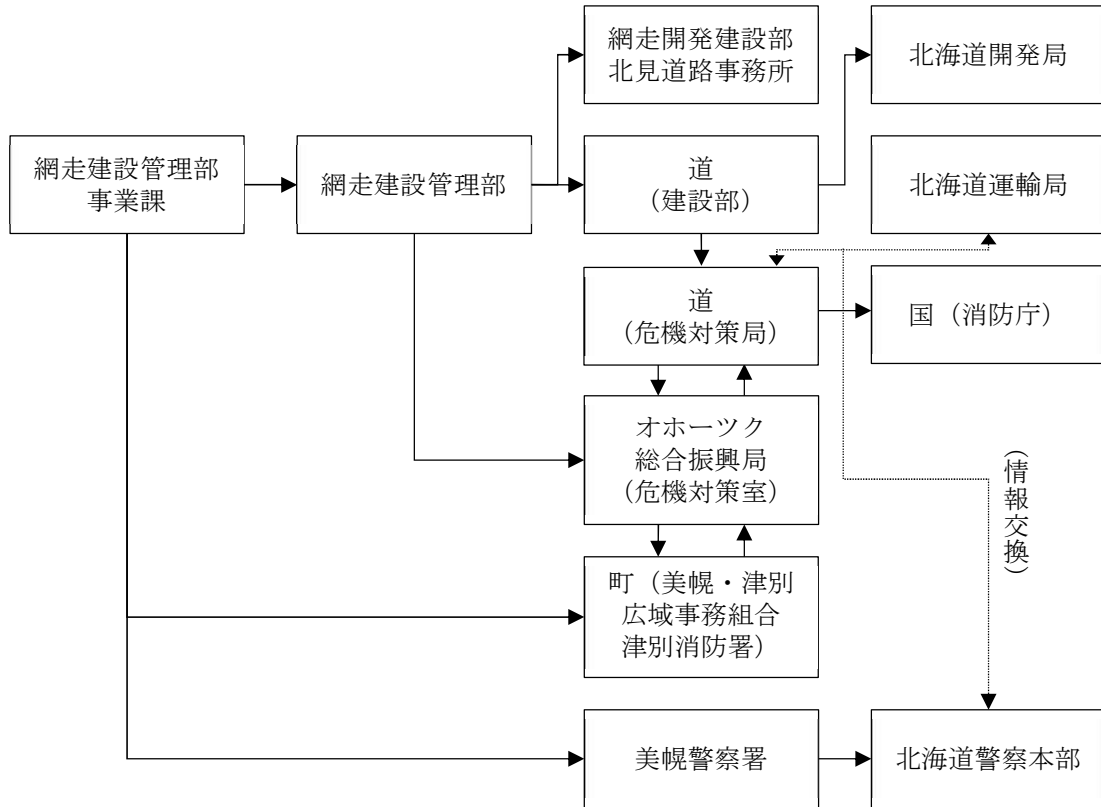 網走開発建設部
北見道路事務所
北海道開発局
網走建設管理部
事業課
網走建設管理部
道
（建設部）
北海道運輸局
道
（危機対策局）
国（消防庁）
オホーツク
総合振興局
（危機対策室）
（情報交換）
町（美幌・津別
広域事務組合
津別消防署）
美幌警察署
北海道警察本部